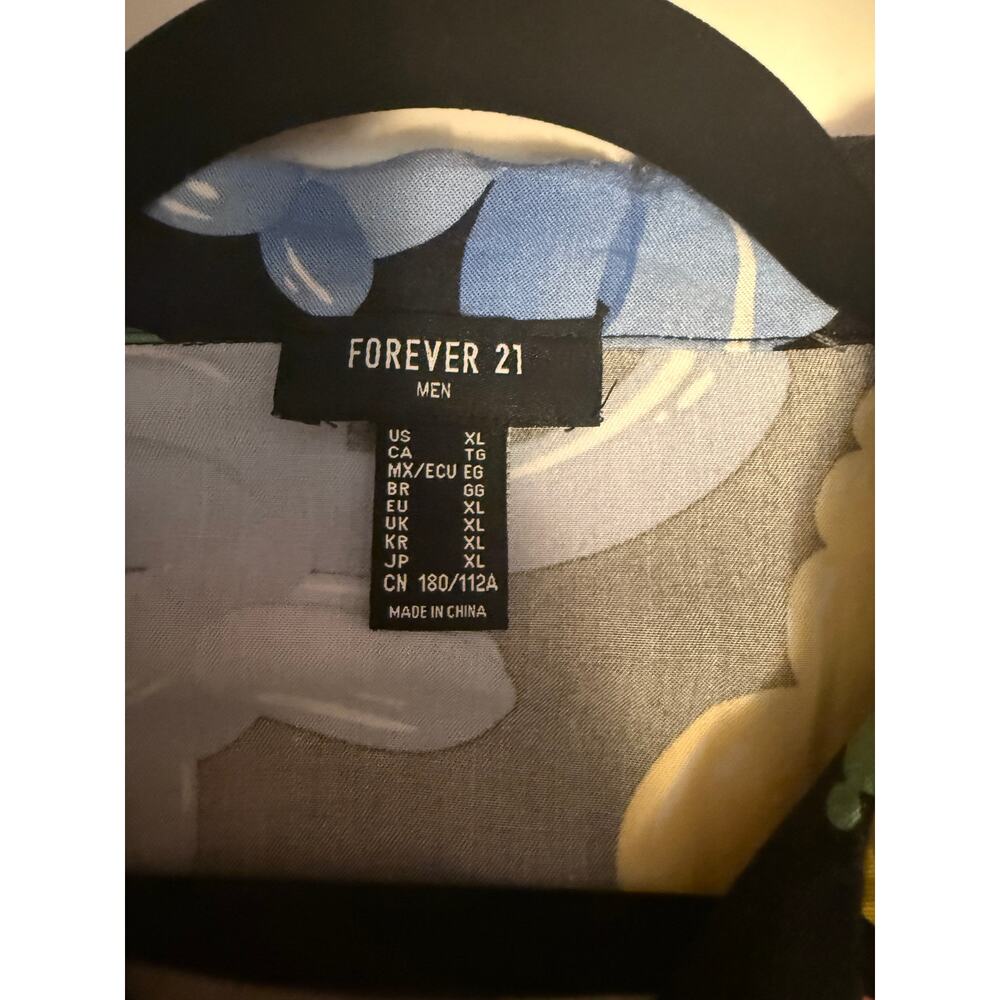 FOREVER 21
MEN
US XL
CA TG
MX/ECU EG
BR GG
EU XL
UK XL
KR XL
JP XL
CN 180/112A
MADE IN CHINA